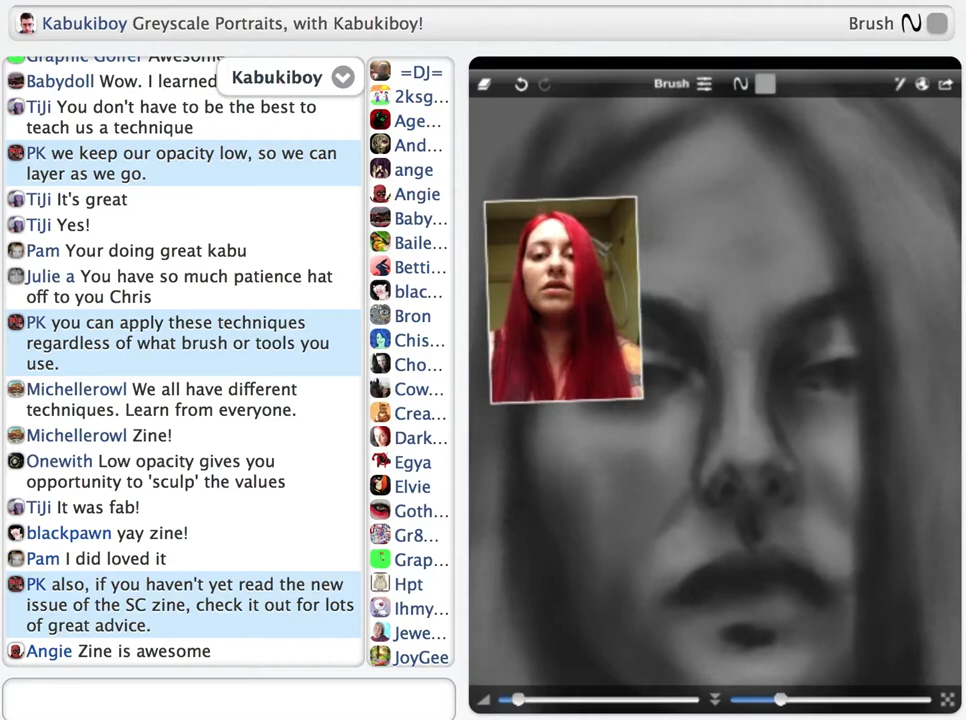 Kabukiboy Greyscale Portraits, with Kabukiboy!
Brush
Graphic Golfer Awesome
Babydoll Wow. I learned
Kabukiboy
TiJi You don't have to be the best to
teach us a technique
PK we keep our opacity low, so we can
layer as we go.
TiJi It's great
TiJi Yes!
Pam Your doing great kabu
Julie a You have so much patience hat
off to you Chris
PK you can apply these techniques
regardless of what brush or tools you
use.
Michellerowl We all have different
techniques. Learn from everyone.
Michellerowl Zine!
Onewith Low opacity gives you
opportunity to 'sculp' the values
TiJi It was fab!
blackpawn yay zine!
Pam I did loved it
PK also, if you haven't yet read the new
issue of the SC zine, check it out for lots
of great advice.
Angie Zine is awesome
=DJ=
2ksg...
Age...
And...
ange
Angie
Baby...
Baile...
Betti...
blac...
Bron
Chis...
Cho...
Cow...
Crea...
Dark...
Egya
Elvie
Goth...
Gr8...
Grap...
Hpt
Ihmy...
Jewe...
JoyGee
Brush